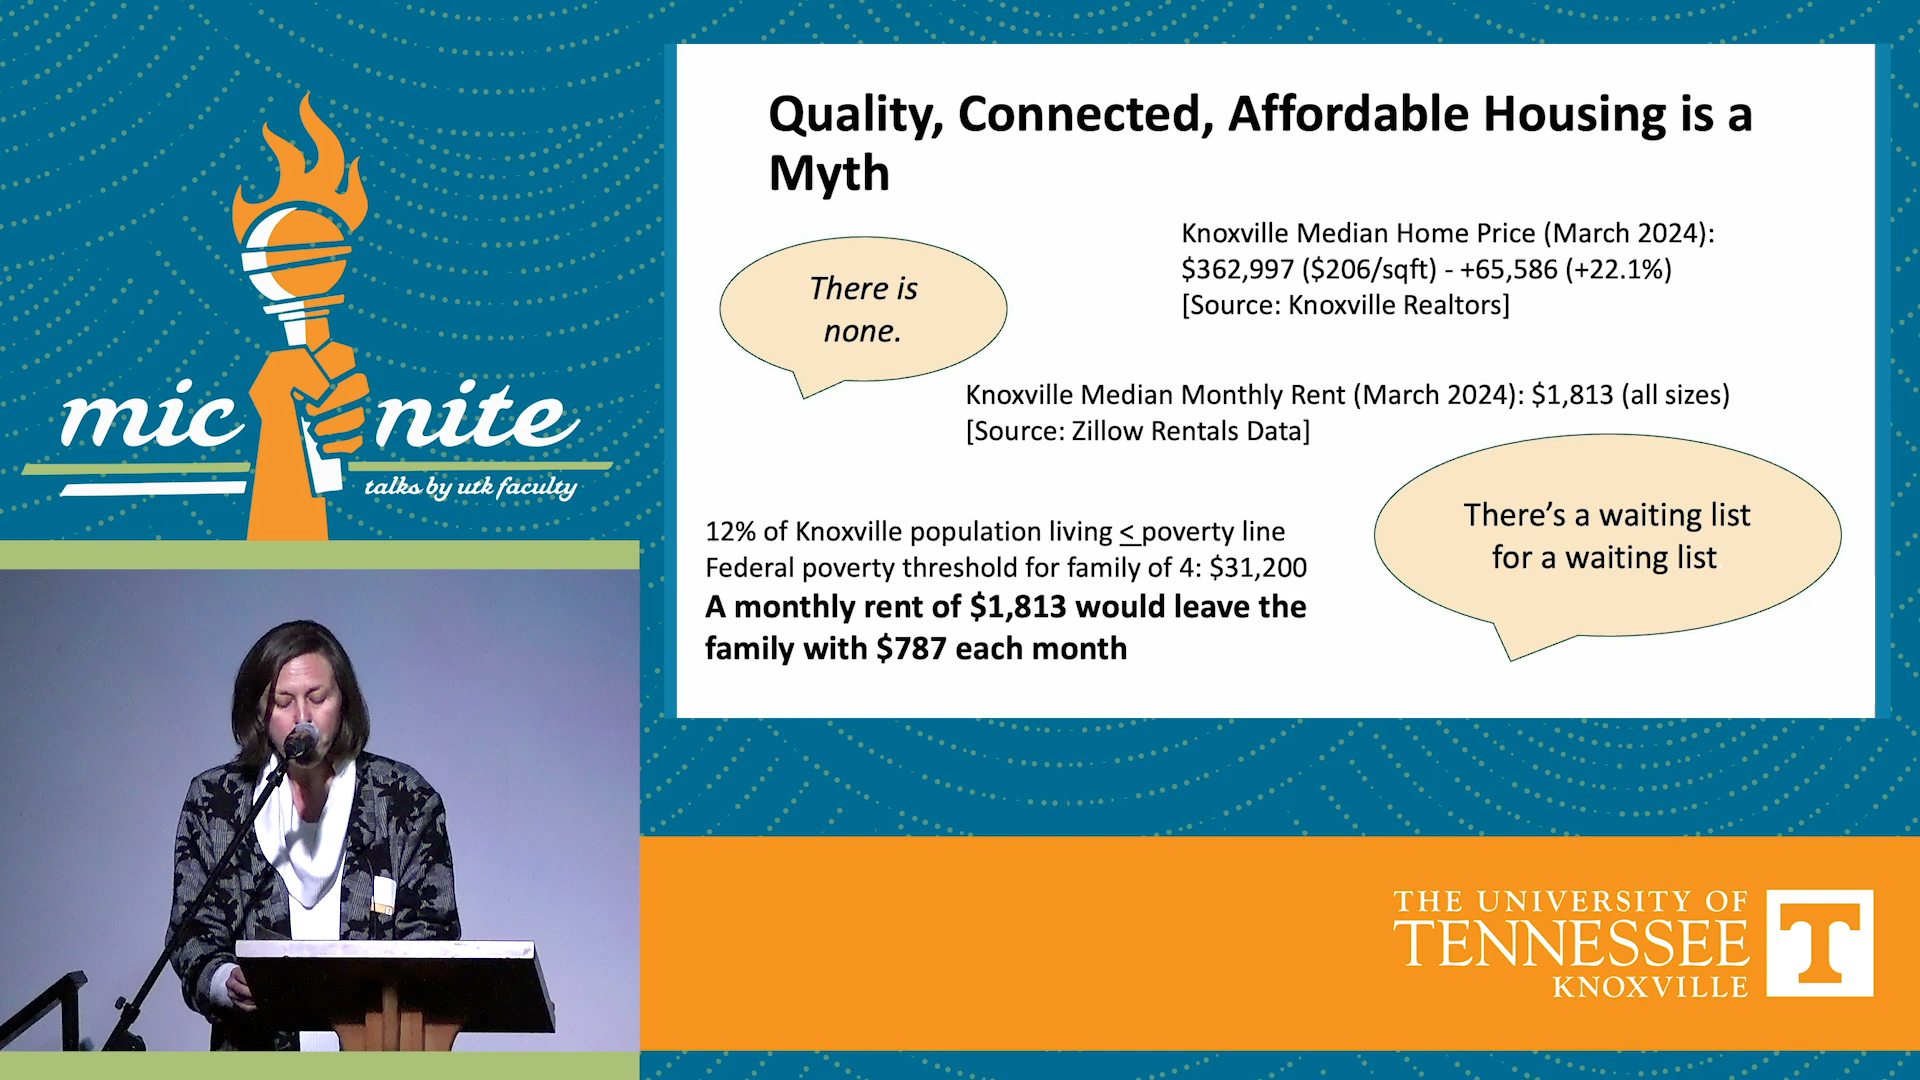 mic nite
talks by utk faculty
Quality, Connected, Affordable Housing is a
Myth
There is
none.
Knoxville Median Home Price (March 2024):
$362,997 ($206/sqft) - +65,586 (+22.1%)
[Source: Knoxville Realtors]
Knoxville Median Monthly Rent (March 2024): $1,813 (all sizes)
[Source: Zillow Rentals Data]
There’s a waiting list
for a waiting list
12% of Knoxville population living < poverty line
Federal poverty threshold for family of 4: $31,200
A monthly rent of $1,813 would leave the
family with $787 each month
THE UNIVERSITY OF
TENNESSEE
KNOXVILLE
T